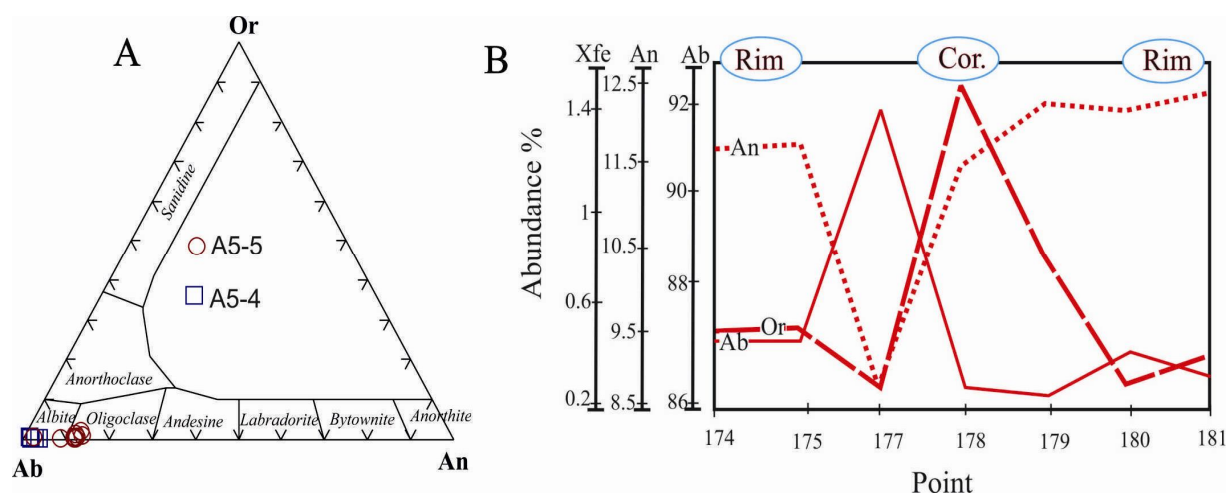 A
Or
Sanidine
A5-5
A5-4
Anorthoclase
Albite
Oligoclase
Andesine
Labradorite
Bytownite
Anorthite
Ab
An
B
Xfe An Ab
Rim Cor. Rim
Abundance %
1.4
1
0.6
0.2
12.5
11.5
10.5
9.5
8.5
92
90
88
86
An
Or
Ab
174 175 177 178 179 180 181
Point